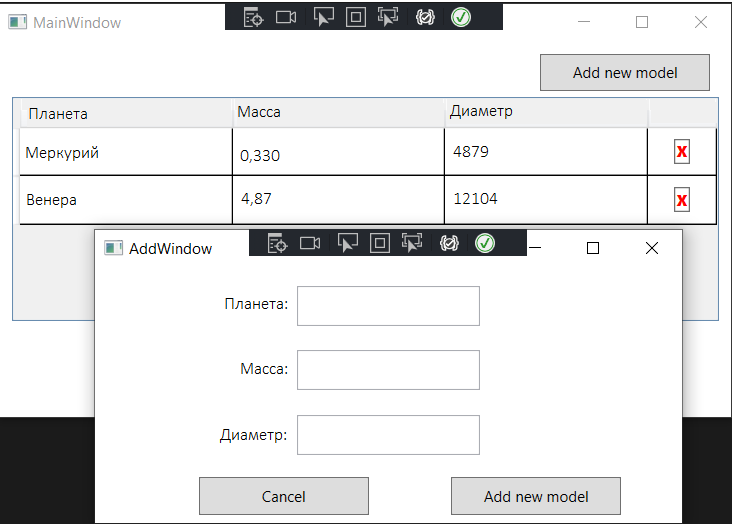 MainWindow
Add new model
Планета Масса Диаметр
Меркурий 0,330 4879 X
Венера 4,87 12104 X
AddWindow
Планета:
Масса:
Диаметр:
Cancel Add new model